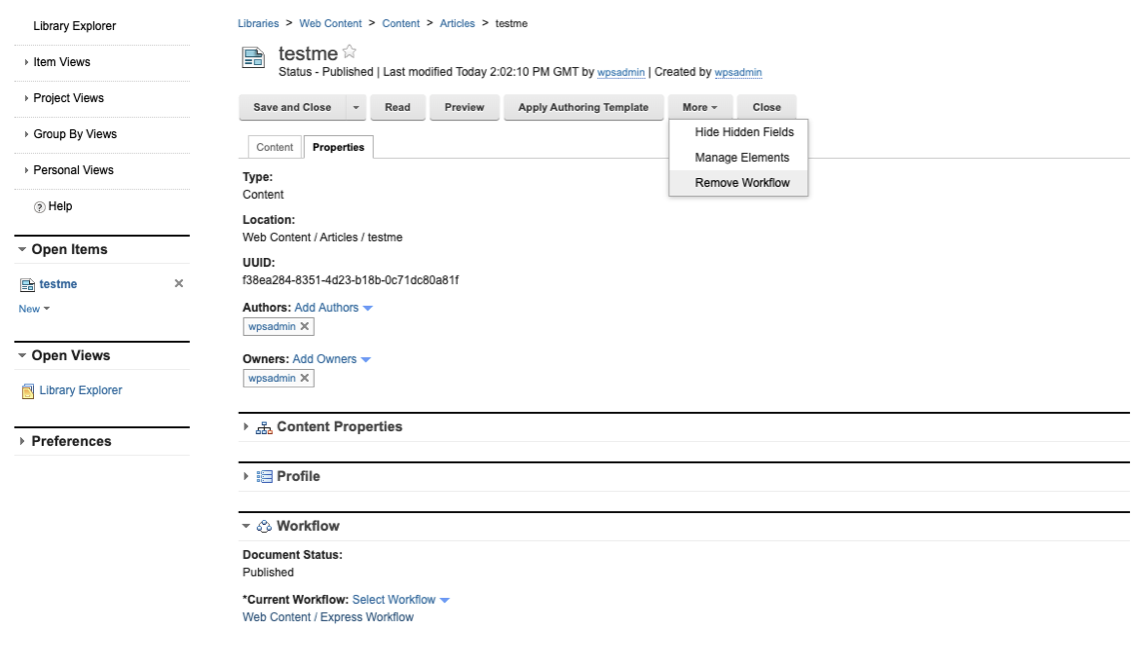 Library Explorer
Item Views
Project Views
Group By Views
Personal Views
? Help
Open Items
testme
New
Open Views
Library Explorer
Preferences
Libraries > Web Content > Content > Articles > testme
testme
Status - Published | Last modified Today 2:02:10 PM GMT by wpsadmin | Created by wpsadmin
Save and Close Read Preview Apply Authoring Template More Close
Hide Hidden Fields
Manage Elements
Remove Workflow
Content Properties
Type:
Content
Location:
Web Content / Articles / testme
UUID:
f38ea284-8351-4d23-b18b-0c71dc80a81f
Authors: Add Authors
wpsadmin
Owners: Add Owners
wpsadmin
Content Properties
Profile
Workflow
Document Status:
Published
*Current Workflow: Select Workflow
Web Content / Express Workflow